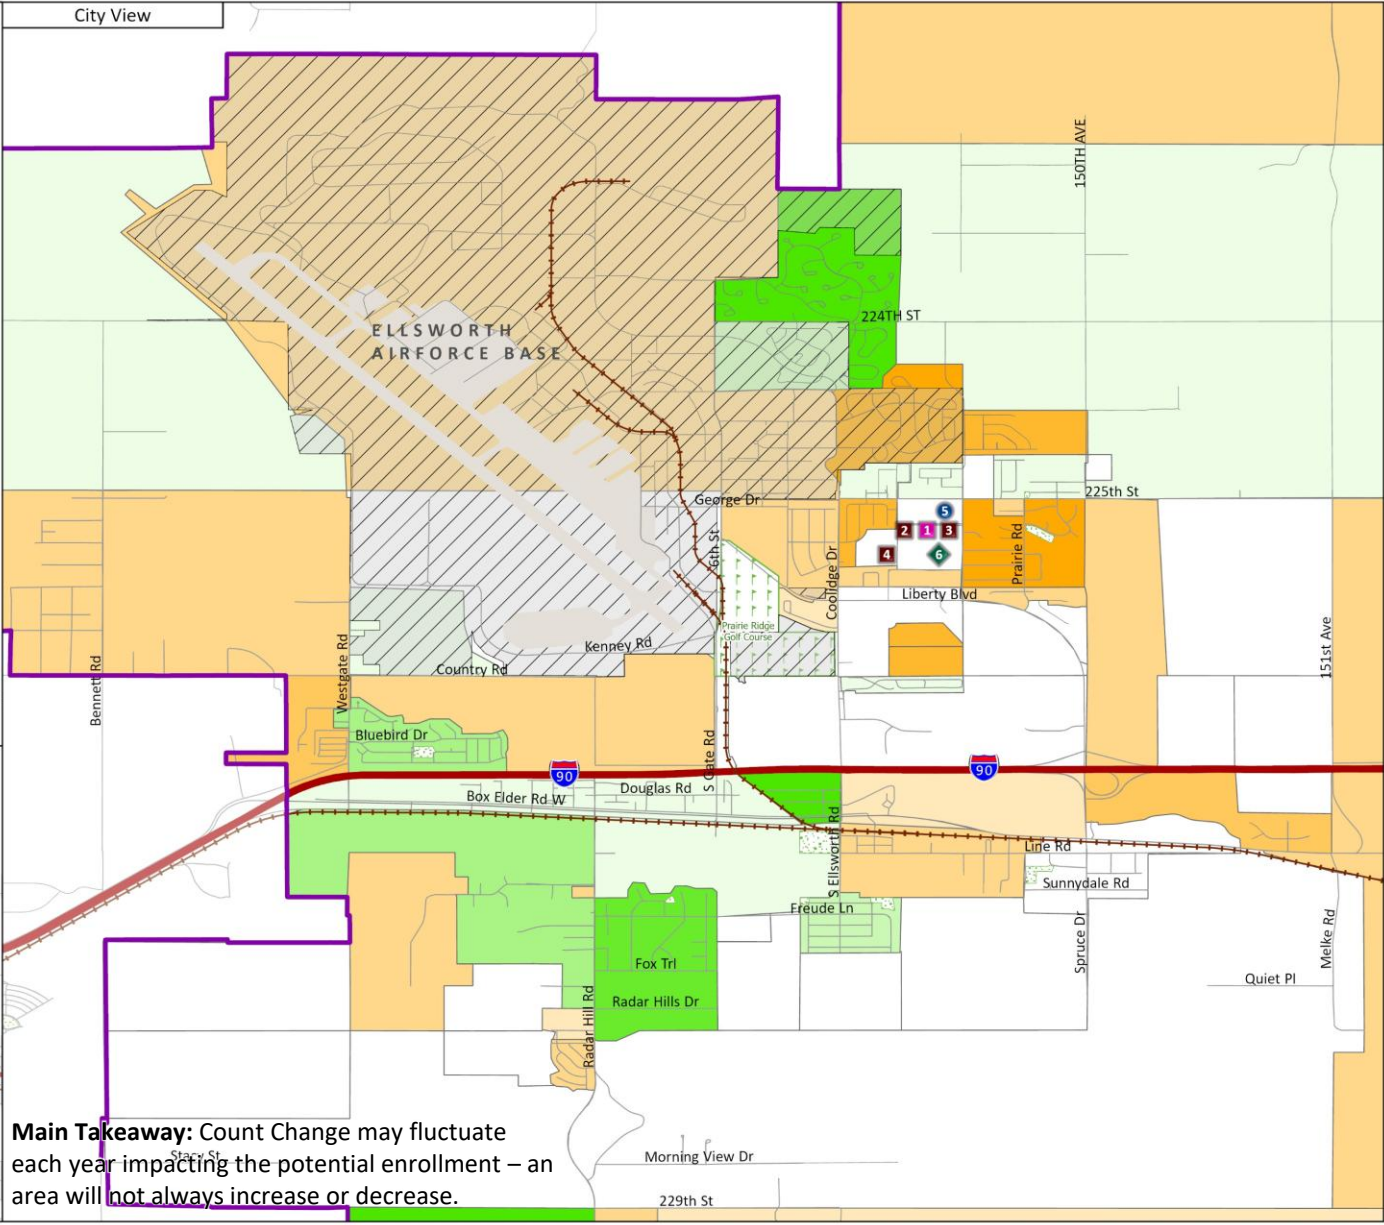 City View
150TH AVE
ELLSWORTH
AIRFORCE BASE
224TH ST
George Dr
225th St
5
2
1
3
4
6
6th St
Coolidge Dr
Prairie Rd
Liberty Blvd
Prairie Ridge
Golf Course
Kenney Rd
Country Rd
Westgate Rd
Bennett Rd
151st Ave
Bluebird Dr
S Gate Rd
90
90
Douglas Rd
Box Elder Rd W
S Ellsworth Rd
Line Rd
Sunnydale Rd
Freude Ln
Spruce Dr
Melke Rd
Fox Trl
Quiet Pl
Radar Hills Dr
Radar Hill Rd
Main Takeaway: Count Change may fluctuate
each year impacting the potential enrollment – an
area will not always increase or decrease.
Stacy St
Morning View Dr
229th St